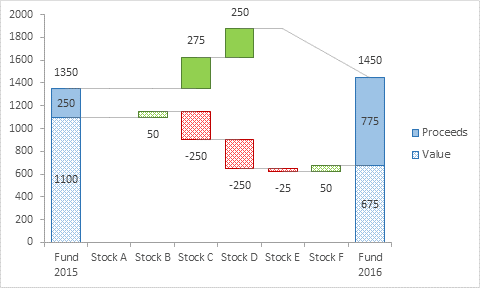 2000
1800
1600
1400
1200
1000
800
600
400
200
0
1350
250
1100
50
275
-250
250
-250
-25
50
1450
775
675
Fund 2015
Stock A
Stock B
Stock C
Stock D
Stock E
Stock F
Fund 2016
Proceeds
Value